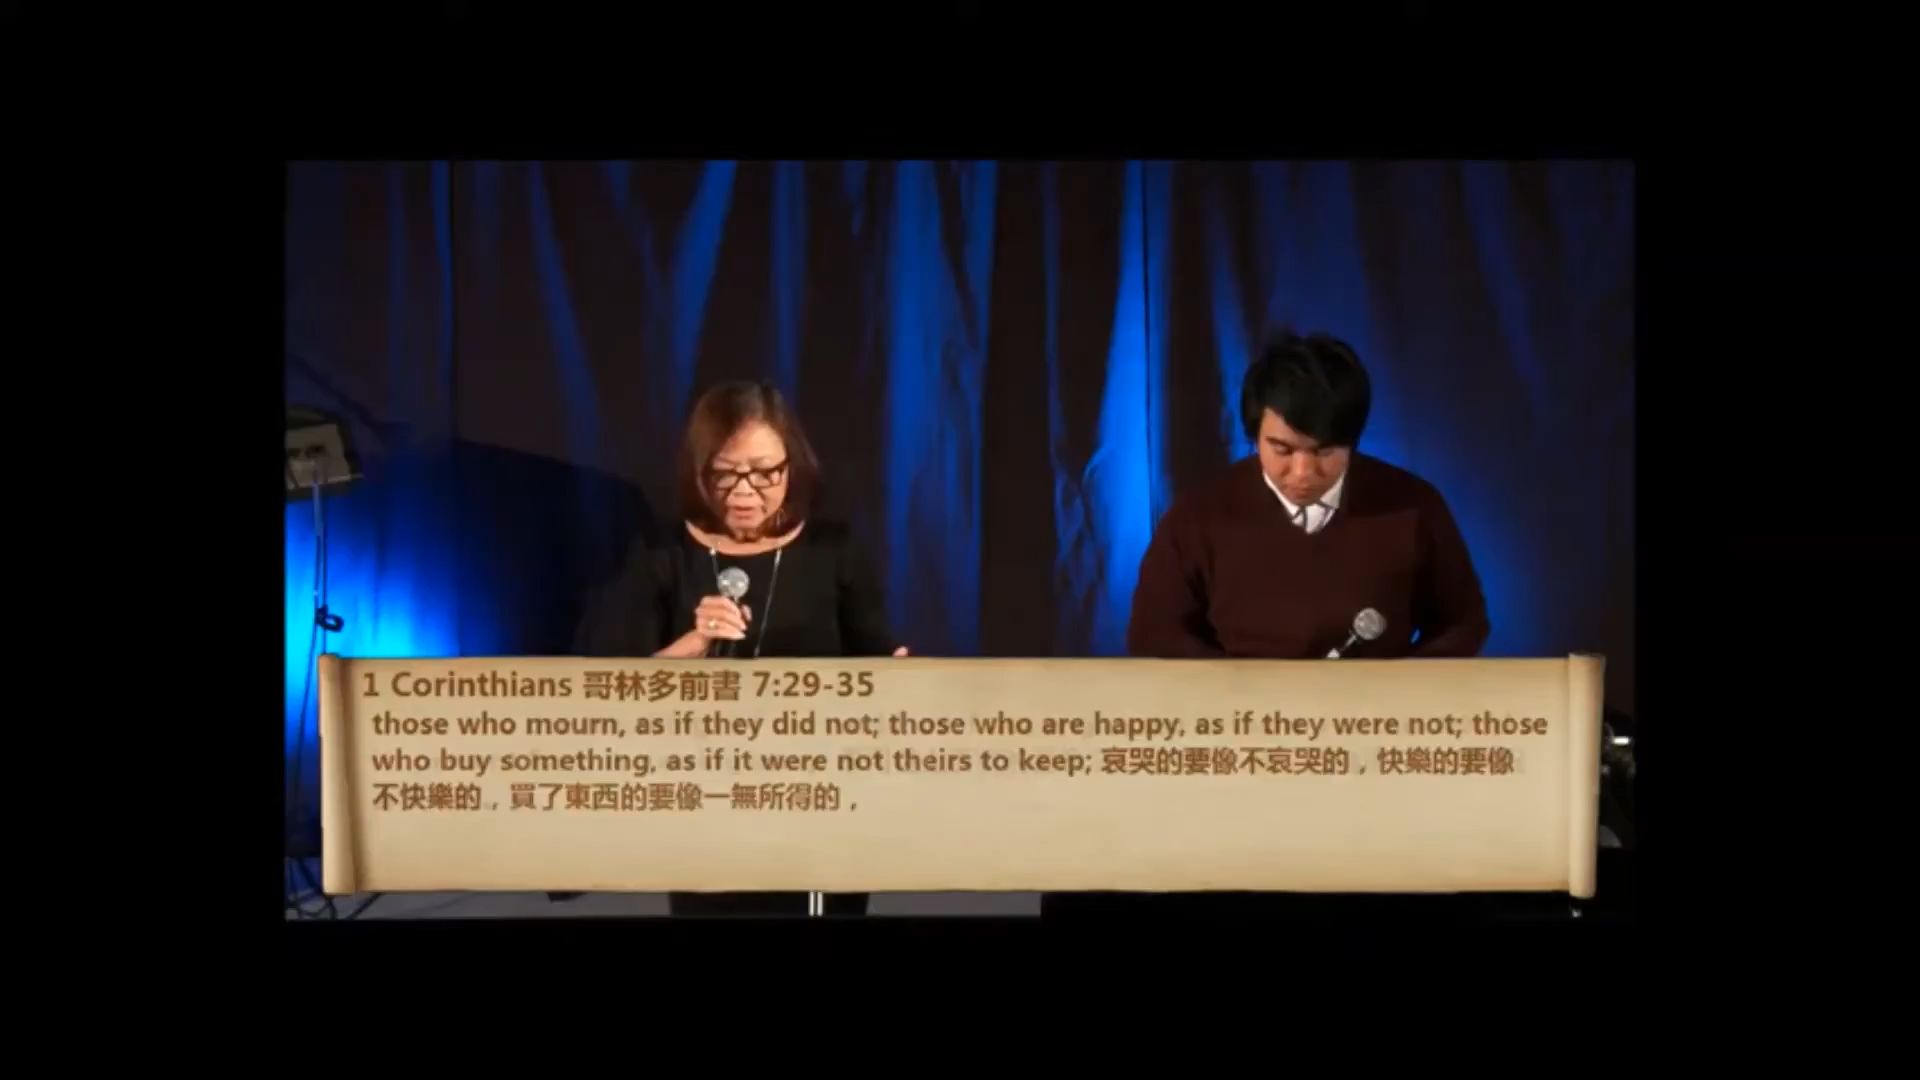 1 Corinthians 哥林多前書 7:29-35
those who mourn, as if they did not; those who are happy, as if they were not; those
who buy something, as if it were not theirs to keep; 哀哭的要像不哀哭的，快樂的要像
不快樂的，買了東西的要像一無所得的，